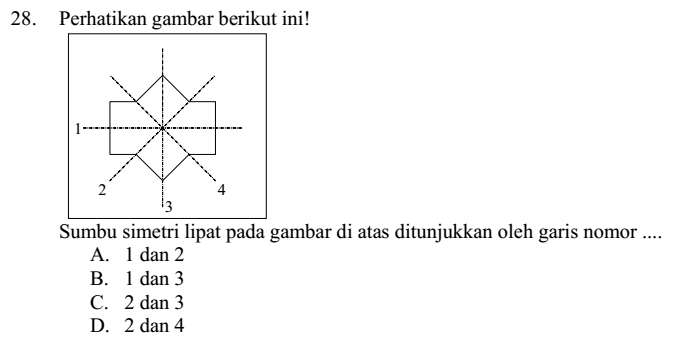 28. Perhatikan gambar berikut ini!
1
2
4
3
Sumbu simetri lipat pada gambar di atas ditunjukkan oleh garis nomor ....
A. 1 dan 2
B. 1 dan 3
C. 2 dan 3
D. 2 dan 4